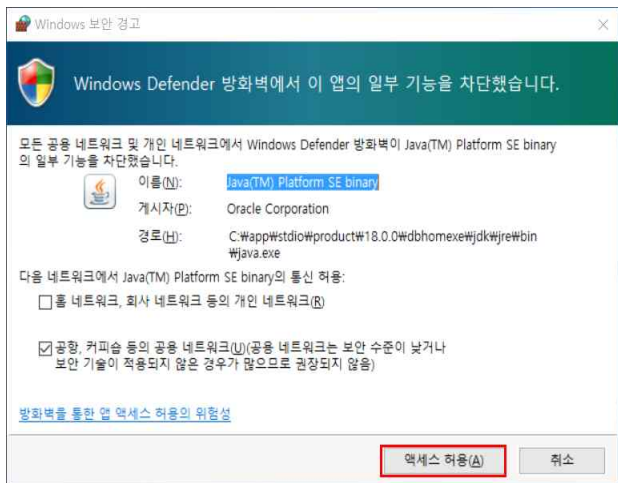 Windows 보안 경고
Windows Defender 방화벽에서 이 앱의 일부 기능을 차단했습니다.
모든 공용 네트워크 및 개인 네트워크에서 Windows Defender 방화벽이 Java(TM) Platform SE binary
의 일부 기능을 차단했습니다.
이름(N): Java(TM) Platform SE binary
게시자(P): Oracle Corporation
경로(H): C:₩app₩stdio₩product₩18.0.0₩dbhomexe₩jdk₩jre₩bin
₩java.exe
다음 네트워크에서 Java(TM) Platform SE binary의 통신 허용:
홈 네트워크, 회사 네트워크 등의 개인 네트워크(R)
공항, 커피숍 등의 공용 네트워크(U)(공용 네트워크는 보안 수준이 낮거나
보안 기술이 적용되지 않은 경우가 많으므로 권장되지 않음)
방화벽을 통한 앱 액세스 허용의 위험성
액세스 허용(A) 취소